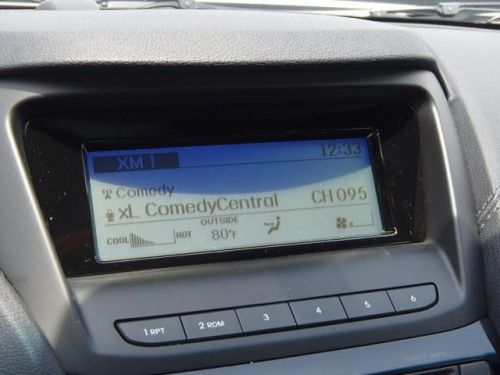 XM 1 12:33
Comedy
XL ComedyCentral CH 095
OUTSIDE
COOL HOT 80°F
1 RPT 2 RDM 3 4 5 6